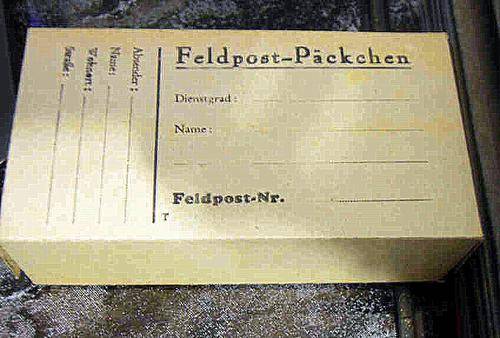 Feldpost-Päckchen
Dienstgrad:
Name:
Feldpost-Nr.
T
Absender:
Name:
Wohnort:
Straße: